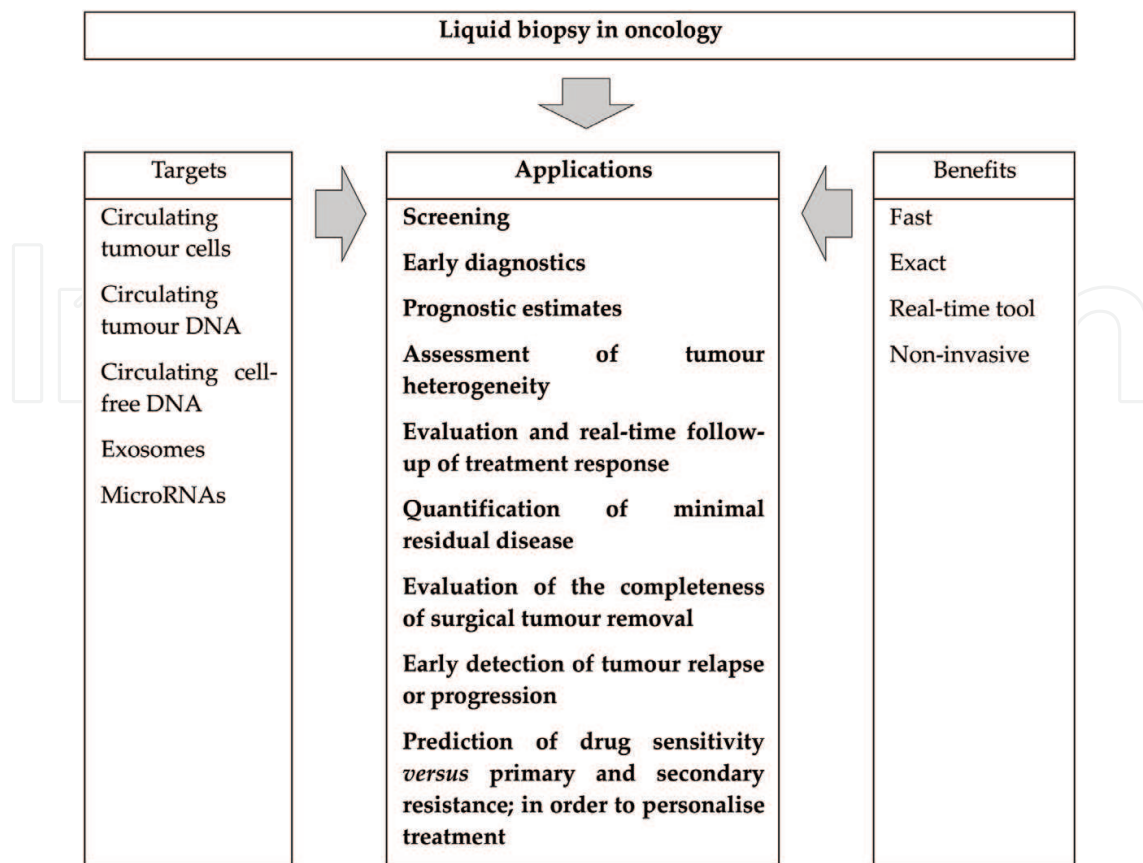 Liquid biopsy in oncology
Targets
Circulating
tumour cells
Circulating
tumour DNA
Circulating cell-
free DNA
Exosomes
MicroRNAs
Applications
Screening
Early diagnostics
Prognostic estimates
Assessment of tumour
heterogeneity
Evaluation and real-time follow-
up of treatment response
Quantification of minimal
residual disease
Evaluation of the completeness
of surgical tumour removal
Early detection of tumour relapse
or progression
Prediction of drug sensitivity
versus primary and secondary
resistance; in order to personalise
treatment
Benefits
Fast
Exact
Real-time tool
Non-invasive